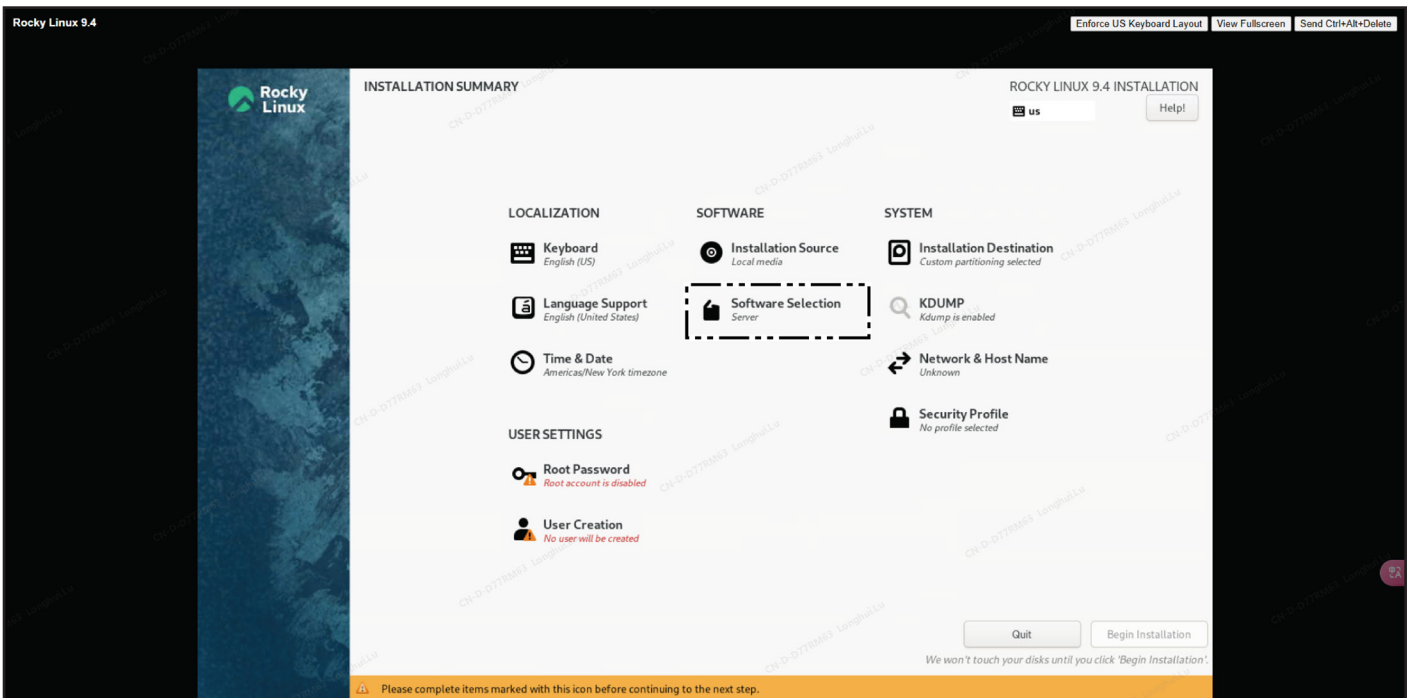 Rocky Linux 9.4
Enforce US Keyboard Layout View Fullscreen Send Ctrl+Alt+Delete
Rocky
Linux
INSTALLATION SUMMARY
ROCKY LINUX 9.4 INSTALLATION
us
Help!
LOCALIZATION
Keyboard
English (US)
Language Support
English (United States)
Time & Date
Americas/New York timezone
SOFTWARE
Installation Source
Local media
Software Selection
Server
SYSTEM
Installation Destination
Custom partitioning selected
KDUMP
Kdump is enabled
Network & Host Name
Unknown
Security Profile
No profile selected
USER SETTINGS
Root Password
Root account is disabled
User Creation
No user will be created
Quit
Begin Installation
We won't touch your disks until you click 'Begin Installation'.
Please complete items marked with this icon before continuing to the next step.